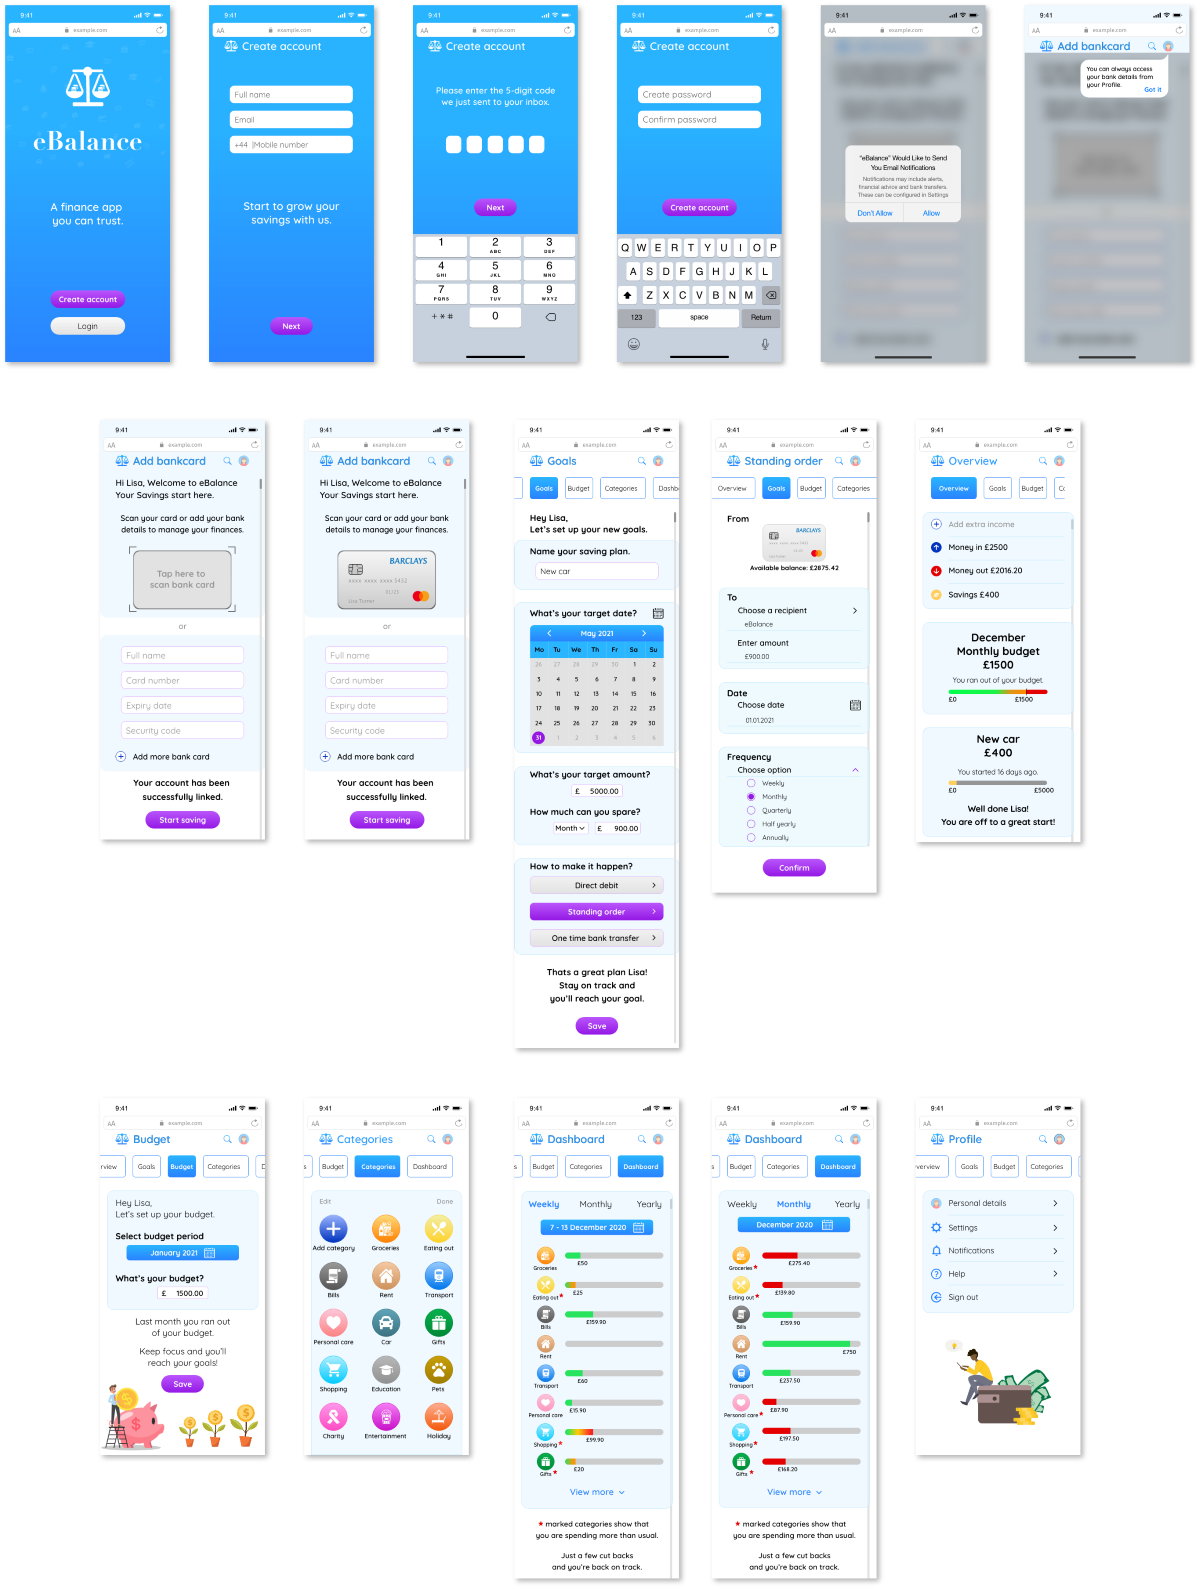 9:41
AA example.com
eBalance
A finance app
you can trust.
Create account
Login
9:41
AA example.com
Create account
Full name
Email
+44 |Mobile number
Start to grow your
savings with us.
Next
9:41
AA example.com
Create account
Please enter the 5-digit code
we just sent to your inbox.
Next
1 2 3
ABC DEF
4 5 6
GHI JKL MNO
7 8 9
PQRS TUV WXYZ
+ * # 0
9:41
AA example.com
Create account
Create password
Confirm password
Create account
Q W E R T Y U I O P
A S D F G H J K L
Z X C V B N M
123 space Return
9:41
AA example.com
"eBalance" Would Like to Send
You Email Notifications
Notifications may include alerts,
financial advice and bank transfers.
These can be configured in Settings
Don't Allow Allow
9:41
AA example.com
Add bankcard
You can always access
your bank details from
your Profile.
Got it
9:41
AA example.com
Add bankcard
Hi Lisa, Welcome to eBalance
Your Savings start here.
Scan your card or add your bank
details to manage your finances.
Tap here to
scan bank card
or
Full name
Card number
Expiry date
Security code
Add more bank card
Your account has been
successfully linked.
Start saving
9:41
AA example.com
Add bankcard
Hi Lisa, Welcome to eBalance
Your Savings start here.
Scan your card or add your bank
details to manage your finances.
BARCLAYS
xxxx xxxx xxxx 5432
01/25
Lisa Turner
or
Full name
Card number
Expiry date
Security code
Add more bank card
Your account has been
successfully linked.
Start saving
9:41
AA example.com
Goals
Goals Budget Categories Dashb
Hey Lisa,
Let's set up your new goals.
Name your saving plan.
New car
What's your target date?
May 2021
Mo Tu We Th Fr Sa Su
26 27 28 29 30 1 2
3 4 5 6 7 8 9
10 11 12 13 14 15 16
17 18 19 20 21 22 23
24 25 26 27 28 29 30
31 1 2 3 4 5 6
What's your target amount?
£ 5000.00
How much can you spare?
Month £ 900.00
How to make it happen?
Direct debit
Standing order
One time bank transfer
Thats a great plan Lisa!
Stay on track and
you'll reach your goal.
Save
9:41
AA example.com
Standing order
Overview Goals Budget Categories
From
BARCLAYS
Available balance: £2875.42
To
Choose a recipient
eBalance
Enter amount
£900.00
Date
Choose date
01.01.2021
Frequency
Choose option
Weekly
Monthly
Quarterly
Half yearly
Annually
Confirm
9:41
AA example.com
Overview
Overview Goals Budget Ca
Add extra income
Money in £2500
Money out £2016.20
Savings £400
December
Monthly budget
£1500
You ran out of your budget.
£0 £1500
New car
£400
You started 16 days ago.
£0 £5000
Well done Lisa!
You are off to a great start!
9:41
AA example.com
Budget
rview Goals Budget Categories D
Hey Lisa,
Let's set up your budget.
Select budget period
January 2021
What's your budget?
£ 1500.00
Last month you ran out
of your budget.
Keep focus and you'll
reach your goals!
Save
9:41
AA example.com
Categories
s Budget Categories Dashboard
Edit Done
Add category Groceries Eating out
Bills Rent Transport
Personal care Car Gifts
Shopping Education Pets
Charity Entertainment Holiday
9:41
AA example.com
Dashboard
s Budget Categories Dashboard
Weekly Monthly Yearly
7 - 13 December 2020
Groceries £50
Eating out * £25
Bills £159.90
Rent
Transport £60
Personal care £15.90
Shopping * £99.90
Gifts * £20
View more
* marked categories show that
you are spending more than usual.
Just a few cut backs
and you're back on track.
9:41
AA example.com
Dashboard
s Budget Categories Dashboard
Weekly Monthly Yearly
December 2020
Groceries * £275.40
Eating out * £139.80
Bills £159.90
Rent £750
Transport £237.50
Personal care * £87.90
Shopping * £197.50
Gifts * £168.20
View more
* marked categories show that
you are spending more than usual.
Just a few cut backs
and you're back on track.
9:41
AA example.com
Profile
verview Goals Budget Categories
Personal details
Settings
Notifications
Help
Sign out